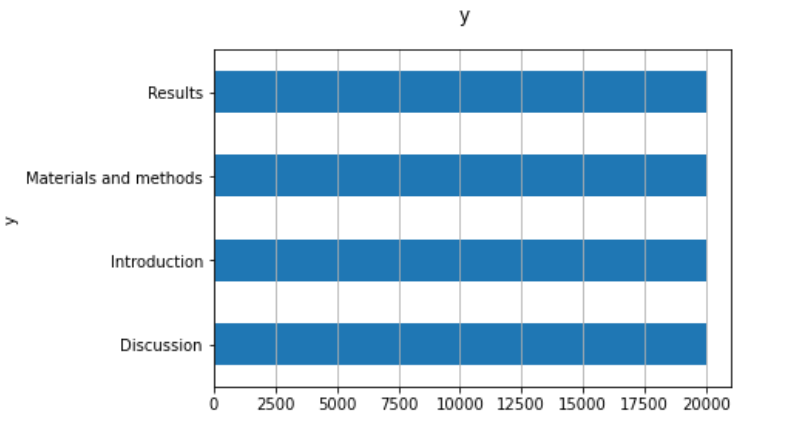 y
Results
Materials and methods
y
Introduction
Discussion
0 2500 5000 7500 10000 12500 15000 17500 20000